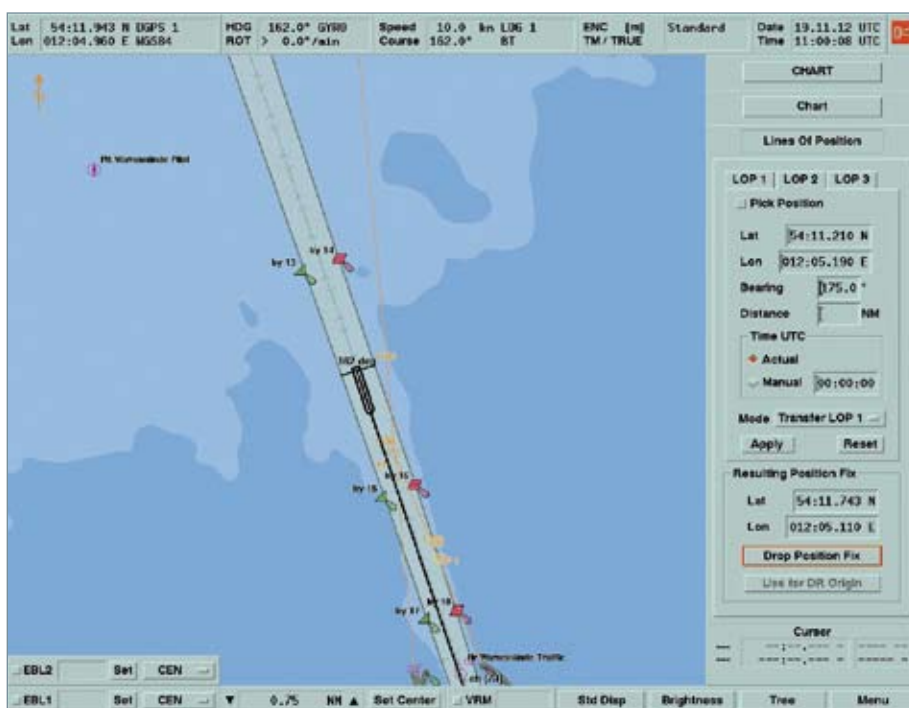 Lat 54:11.943 N DGPS 1
Lon 012:04.960 E WGS84
HDG 162.0° GYRO
ROT > 0.0°/min
Speed 10.0 kn LOG 1
Course 162.0° BT
ENC [m]
TM / TRUE
Standard
Date 19.11.12 UTC
Time 11:00:08 UTC
CHART
Chart
Lines Of Position
LOP 1 LOP 2 LOP 3
Pick Position
Lat 54:11.210 N
Lon 012:05.190 E
Bearing 175.0 °
Distance NM
Time UTC
Actual
Manual 00:00:00
Mode Transfer LOP 1
Apply Reset
Resulting Position Fix
Lat 54:11.743 N
Lon 012:05.110 E
Drop Position Fix
Use for DR Origin
Cursor
--:--.---
---:--.---
Pit Warnemünde Pilot
by 14
by 13
162 deg
by 15
by 16
by 17
by 18
Warnemünde Traffic
EBL2 Set CEN
EBL1 Set CEN
0.75 NM
Set Center
VRM
Std Disp
Brightness
Tree
Menu